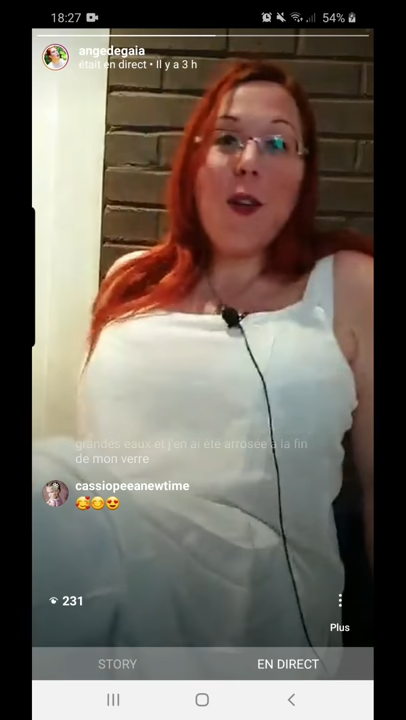 18:27
54%
angedegaia
était en direct • Il y a 3 h
grandes eaux et j'en ai été arrosée à la fin
de mon verre
cassiopeeanewtime
🥰😊😍
231
Plus
STORY
EN DIRECT